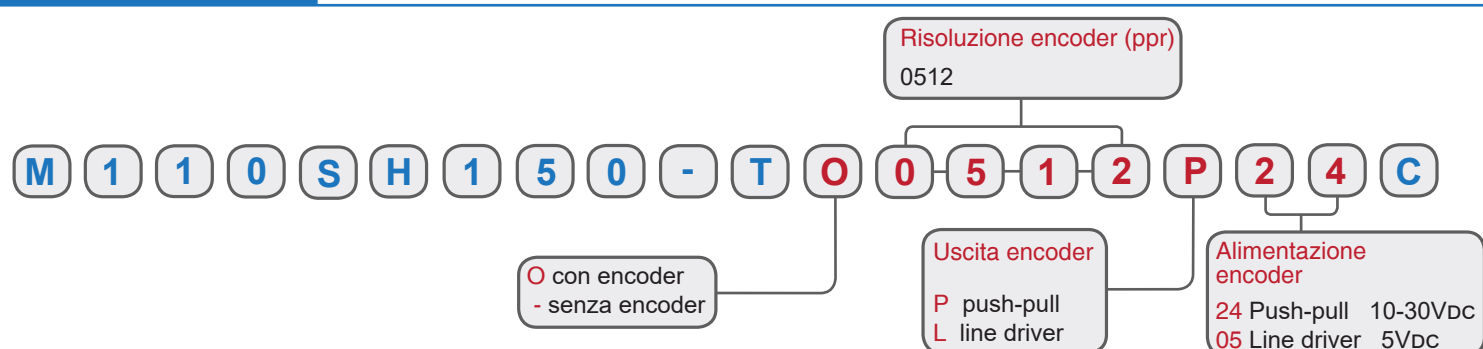 Risoluzione encoder (ppr)
0512
M 1 1 0 S H 1 5 0 - T O 0 5 1 2 P 2 4 C
O con encoder
- senza encoder
Uscita encoder
P push-pull
L line driver
Alimentazione
encoder
24 Push-pull 10-30VDC
05 Line driver 5VDC